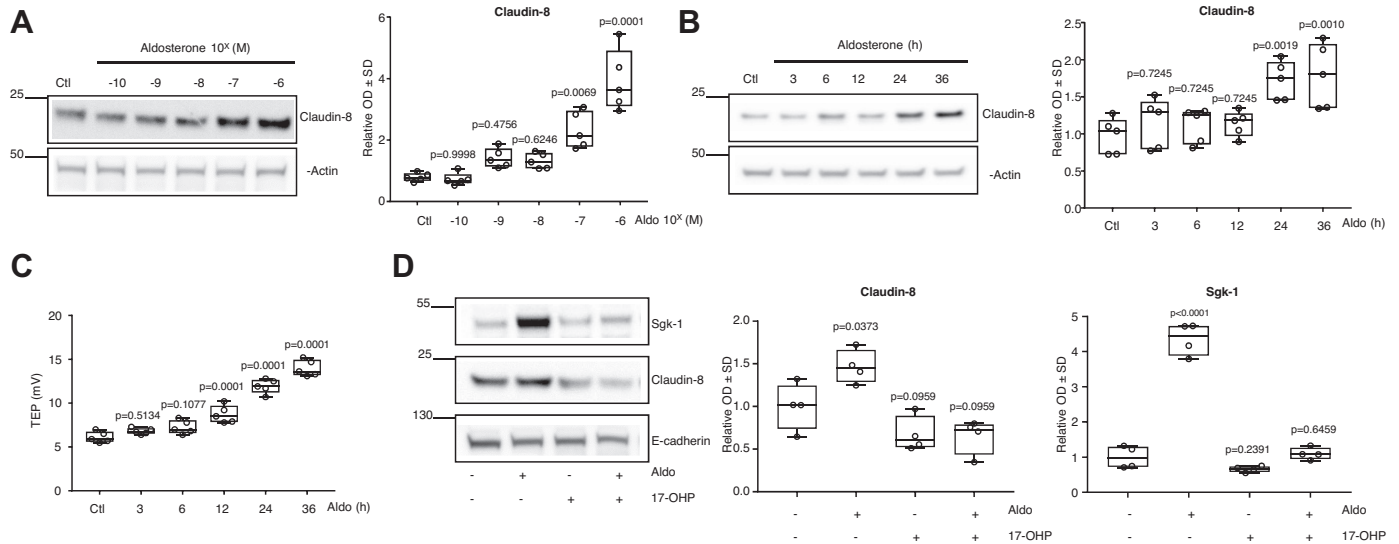 A
Aldosterone 10ˣ (M)
Ctl -10 -9 -8 -7 -6
25
Claudin-8
50
-Actin
Claudin-8
Relative OD ± SD
6
4
2
0
p=0.9998
p=0.4756
p=0.6246
p=0.0069
p=0.0001
Ctl -10 -9 -8 -7 -6 Aldo 10ˣ (M)
B
Aldosterone (h)
Ctl 3 6 12 24 36
25
Claudin-8
50
-Actin
Claudin-8
Relative OD ± SD
2.5
2.0
1.5
1.0
0.5
0.0
p=0.7245
p=0.7245
p=0.7245
p=0.0019
p=0.0010
Ctl 3 6 12 24 36 Aldo (h)
C
TEP (mV)
20
15
10
5
0
p=0.5134
p=0.1077
p=0.0001
p=0.0001
p=0.0001
Ctl 3 6 12 24 36 Aldo (h)
D
55
Sgk-1
25
Claudin-8
130
E-cadherin
- + - + Aldo
- - + + 17-OHP
Claudin-8
Relative OD ± SD
2.0
1.5
1.0
0.5
0.0
p=0.0373
p=0.0959
p=0.0959
- + - + Aldo
- - + + 17-OHP
Sgk-1
Relative OD ± SD
5
4
3
2
1
0
p<0.0001
p=0.2391
p=0.6459
- + - + Aldo
- - + + 17-OHP